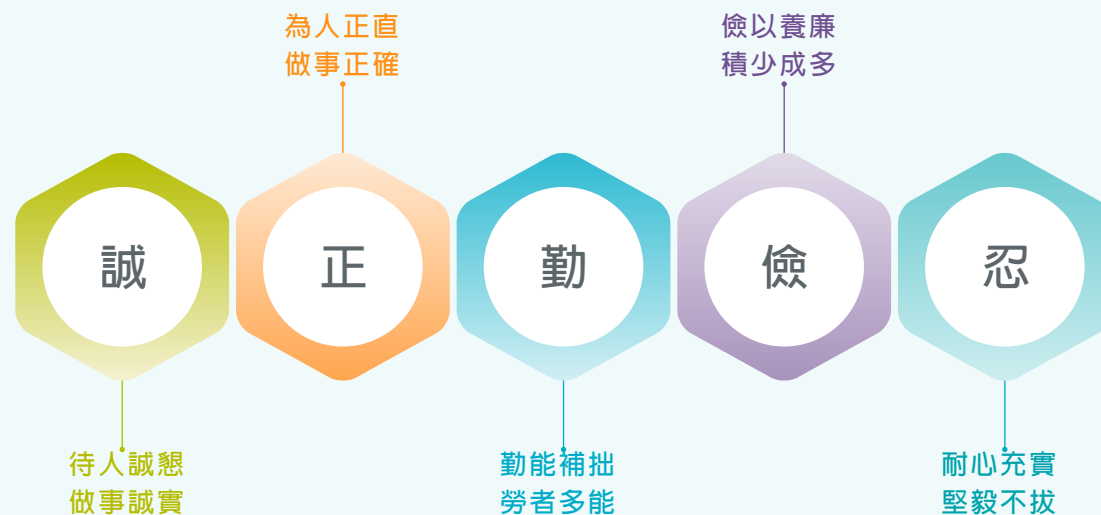 為人正直
做事正確
儉以養廉
積少成多
誠
正
勤
儉
忍
待人誠懇
做事誠實
勤能補拙
勞者多能
耐心充實
堅毅不拔